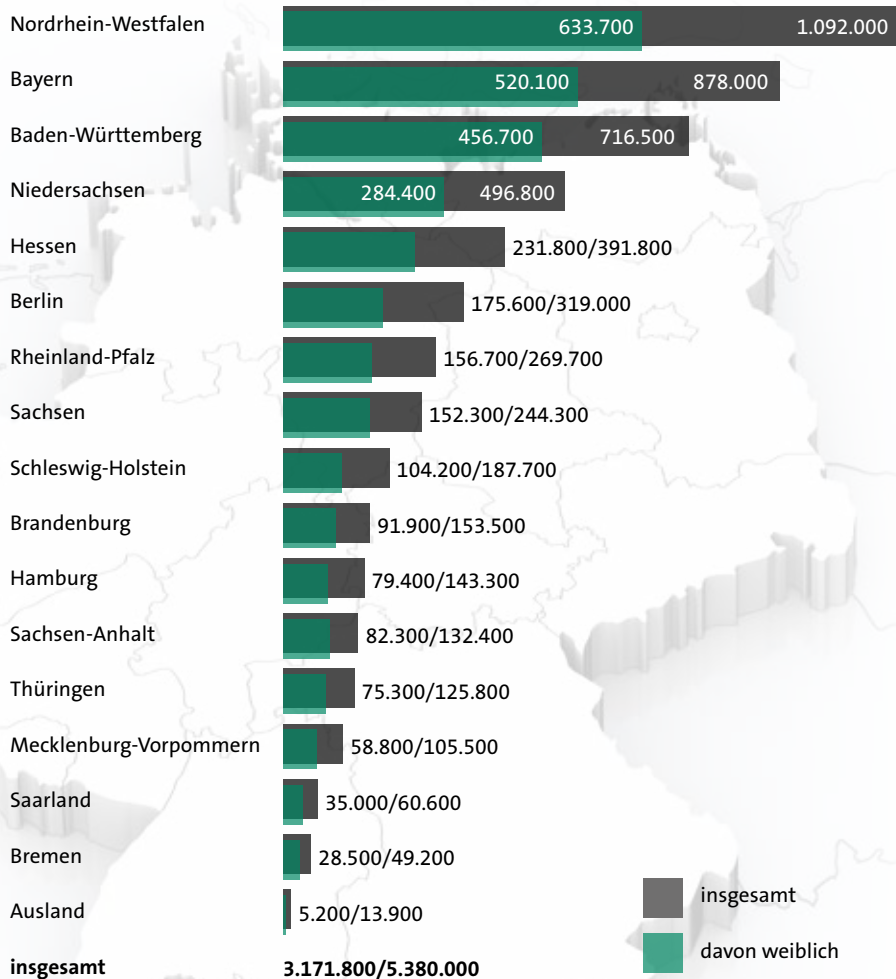 Nordrhein-Westfalen 633.700 1.092.000
Bayern 520.100 878.000
Baden-Württemberg 456.700 716.500
Niedersachsen 284.400 496.800
Hessen 231.800/391.800
Berlin 175.600/319.000
Rheinland-Pfalz 156.700/269.700
Sachsen 152.300/244.300
Schleswig-Holstein 104.200/187.700
Brandenburg 91.900/153.500
Hamburg 79.400/143.300
Sachsen-Anhalt 82.300/132.400
Thüringen 75.300/125.800
Mecklenburg-Vorpommern 58.800/105.500
Saarland 35.000/60.600
Bremen 28.500/49.200
Ausland 5.200/13.900
insgesamt 3.171.800/5.380.000
insgesamt
davon weiblich